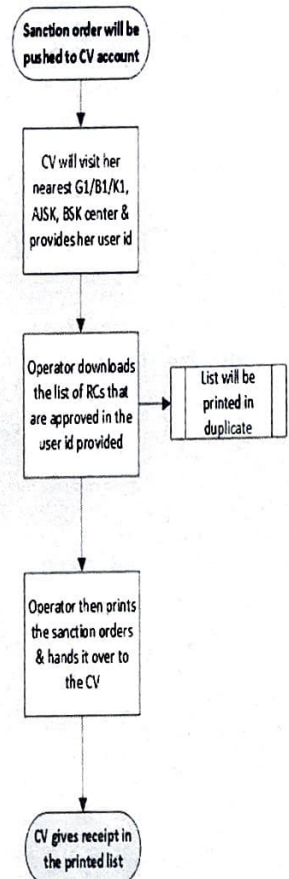 Sanction order will be
pushed to CV account
CV will visit her
nearest G1/B1/K1,
AJSK, BSK center &
provides her user id
Operator downloads
the list of RCs that
are approved in the
user id provided
List will be
printed in
duplicate
Operator then prints
the sanction orders
& hands it over to
the CV
CV gives receipt in
the printed list